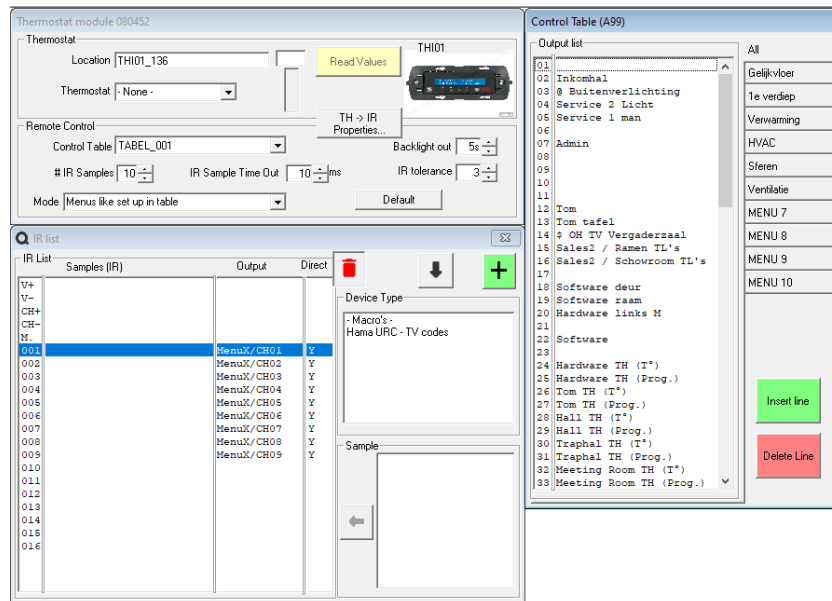 Thermostat module 080452
Thermostat
Location THI01_136
Thermostat - None -
Read Values
THI01
TH -> IR
Properties...
Remote Control
Control Table TABEL_001
Backlight out 5s
# IR Samples 10
IR Sample Time Out 10 ms
IR tolerance 3
Mode Menus like set up in table
Default
IR list
IR List
Samples (IR) Output Direct
V+
V-
CH+
CH-
M.
001 MenuX/CH01 Y
002 MenuX/CH02 Y
003 MenuX/CH03 Y
004 MenuX/CH04 Y
005 MenuX/CH05 Y
006 MenuX/CH06 Y
007 MenuX/CH07 Y
008 MenuX/CH08 Y
009 MenuX/CH09 Y
010
011
012
013
014
015
016
Device Type
- Macro's -
Hama URC - TV codes
Sample
Control Table (A99)
Output list
01
02 Inkomhal
03 @ Buitenverlichting
04 Service 2 Licht
05 Service 1 man
06
07 Admin
08
09
10
11
12 Tom
13 Tom tafel
14 $ OH TV Vergaderzaal
15 Sales2 / Ramen TL's
16 Sales2 / Schowroom TL's
17
18 Software deur
19 Software raam
20 Hardware links M
21
22 Software
23
24 Hardware TH (T°)
25 Hardware TH (Prog.)
26 Tom TH (T°)
27 Tom TH (Prog.)
28 Hall TH (T°)
29 Hall TH (Prog.)
30 Traphal TH (T°)
31 Traphal TH (Prog.)
32 Meeting Room TH (T°)
33 Meeting Room TH (Prog.)
All
Gelijkvloer
1e verdiep
Verwarming
HVAC
Sferen
Ventilatie
MENU 7
MENU 8
MENU 9
MENU 10
Insert line
Delete Line